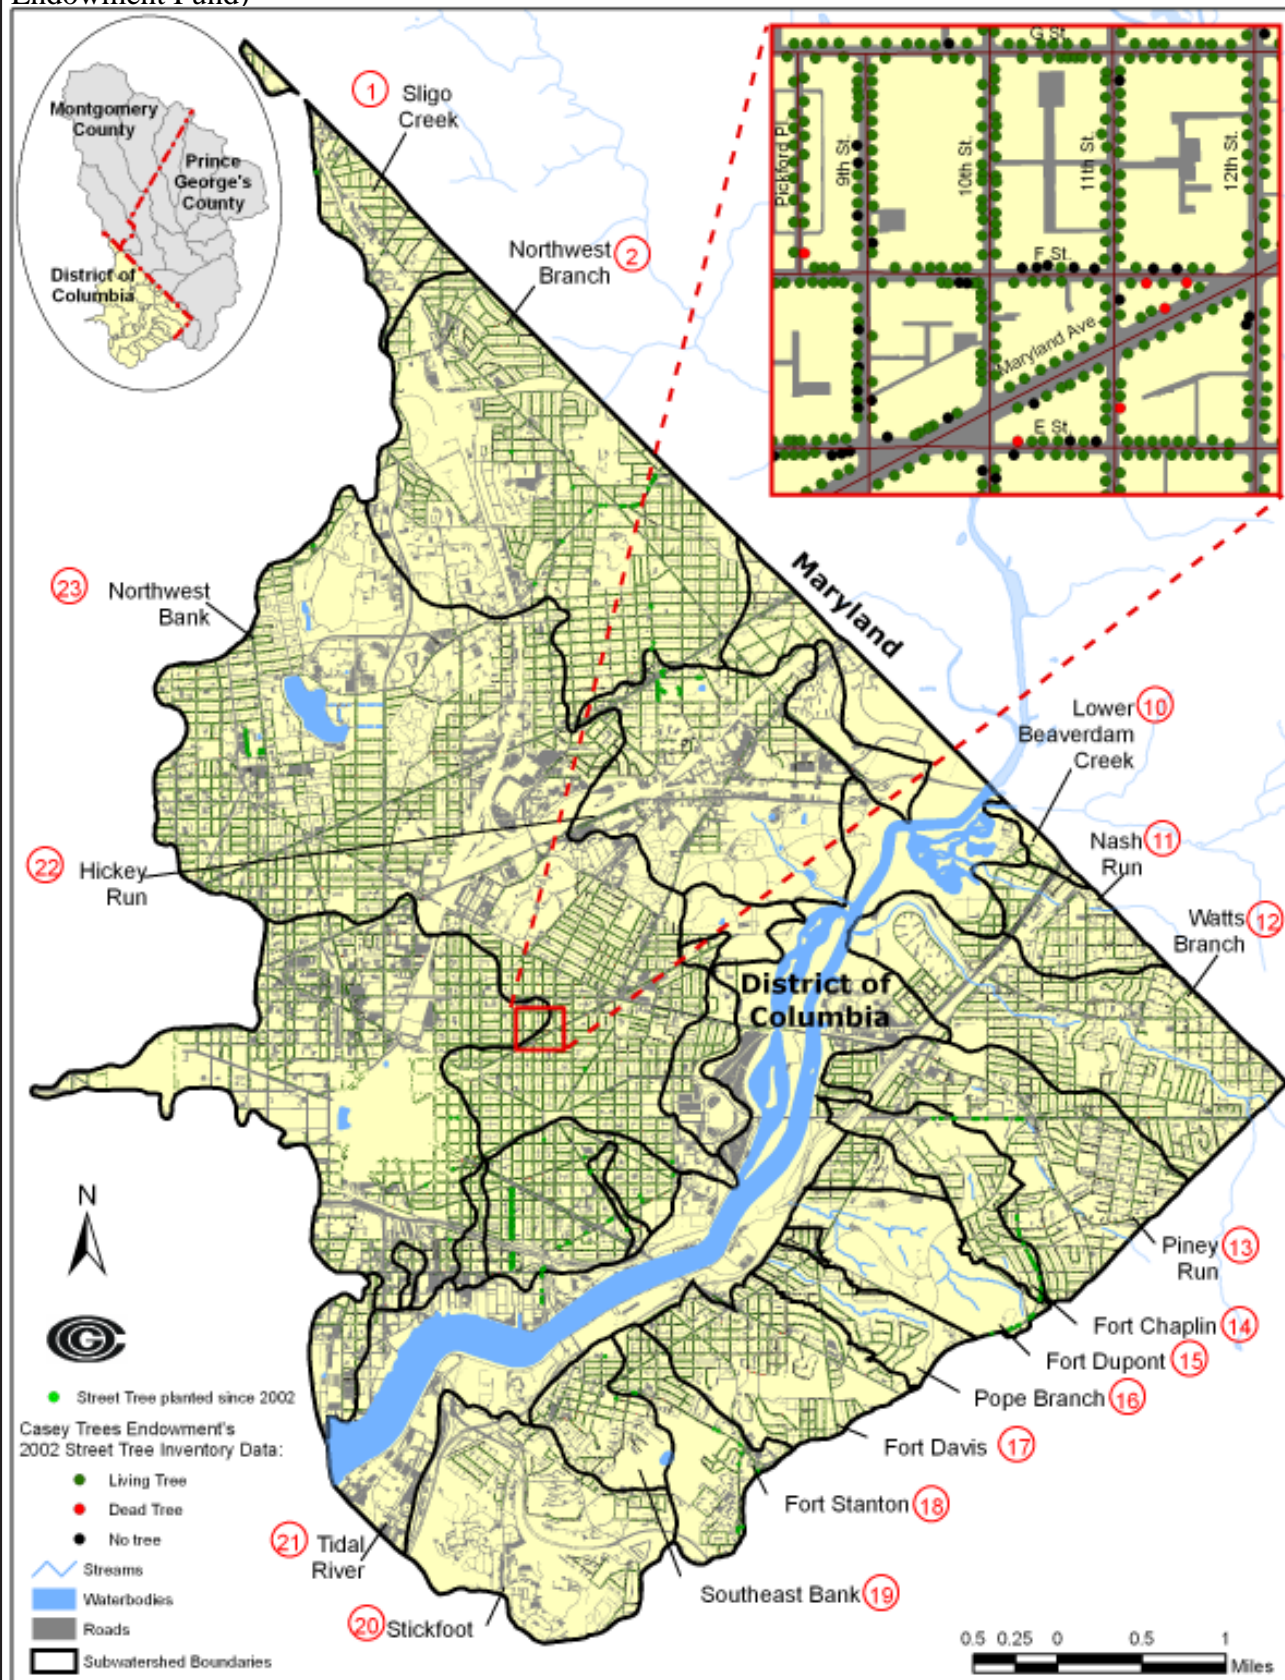 Endowment Fund)
Montgomery
County
Prince
George's
County
District of
Columbia
1
Sligo
Creek
Northwest
Branch
2
G St.
Pickford Pl.
9th St.
10th St.
11th St.
12th St.
F St.
Maryland Ave
E St.
Maryland
23
Northwest
Bank
Lower
Beaverdam
Creek
10
Nash
Run
11
22
Hickey
Run
Watts
Branch
12
District of
Columbia
N
Piney
Run
13
Fort Chaplin
14
Fort Dupont
15
Pope Branch
16
Fort Davis
17
Fort Stanton
18
Southeast Bank
19
20
Stickfoot
21
Tidal
River
CGC
Street Tree planted since 2002
Casey Trees Endowment's
2002 Street Tree Inventory Data:
Living Tree
Dead Tree
No tree
Streams
Waterbodies
Roads
Subwatershed Boundaries
0.5 0.25 0 0.5 1
Miles